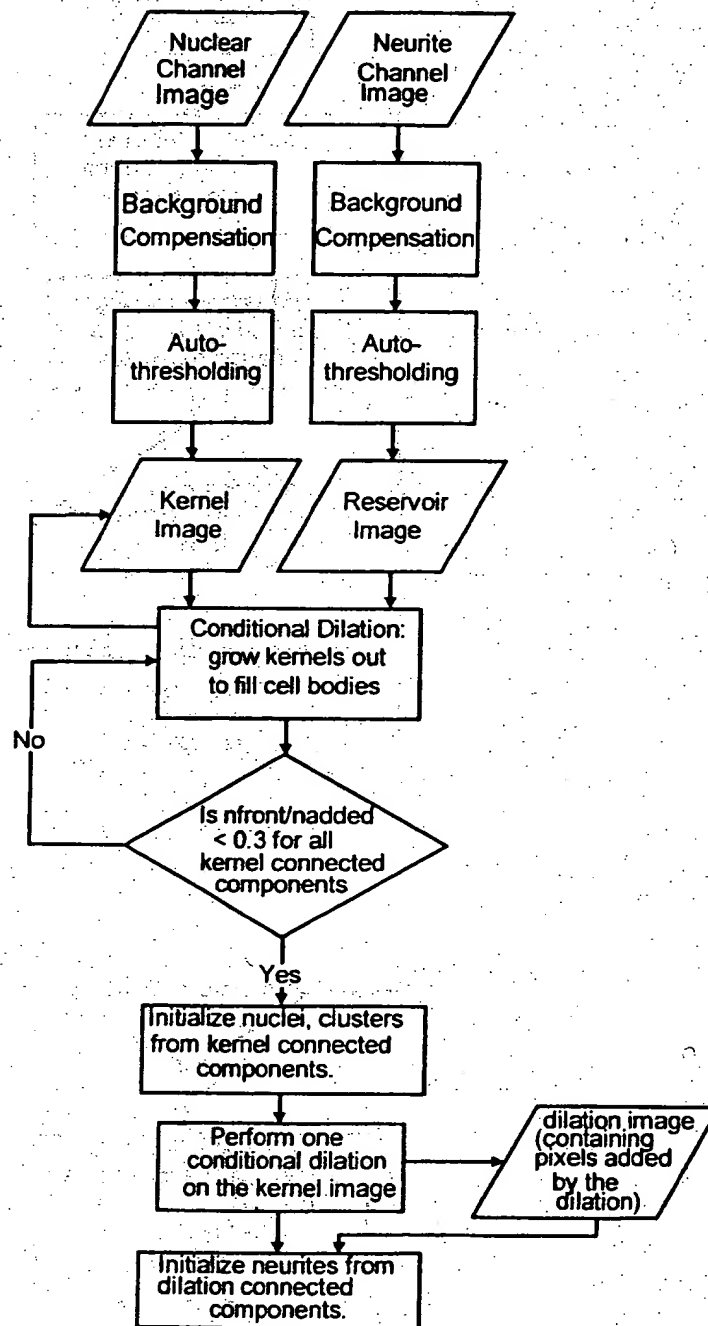 Nuclear
Channel
Image
Neurite
Channel
Image
Background
Compensation
Background
Compensation
Auto-
thresholding
Auto-
thresholding
Kernel
Image
Reservoir
Image
Conditional Dilation:
grow kernels out
to fill cell bodies
No
Is nfront/nadded
< 0.3 for all
kernel connected
components
Yes
Initialize nuclei, clusters
from kernel connected
components.
Perform one
conditional dilation
on the kernel image
dilation image
(containing
pixels added
by the
dilation)
Initialize neurites from
dilation connected
components.